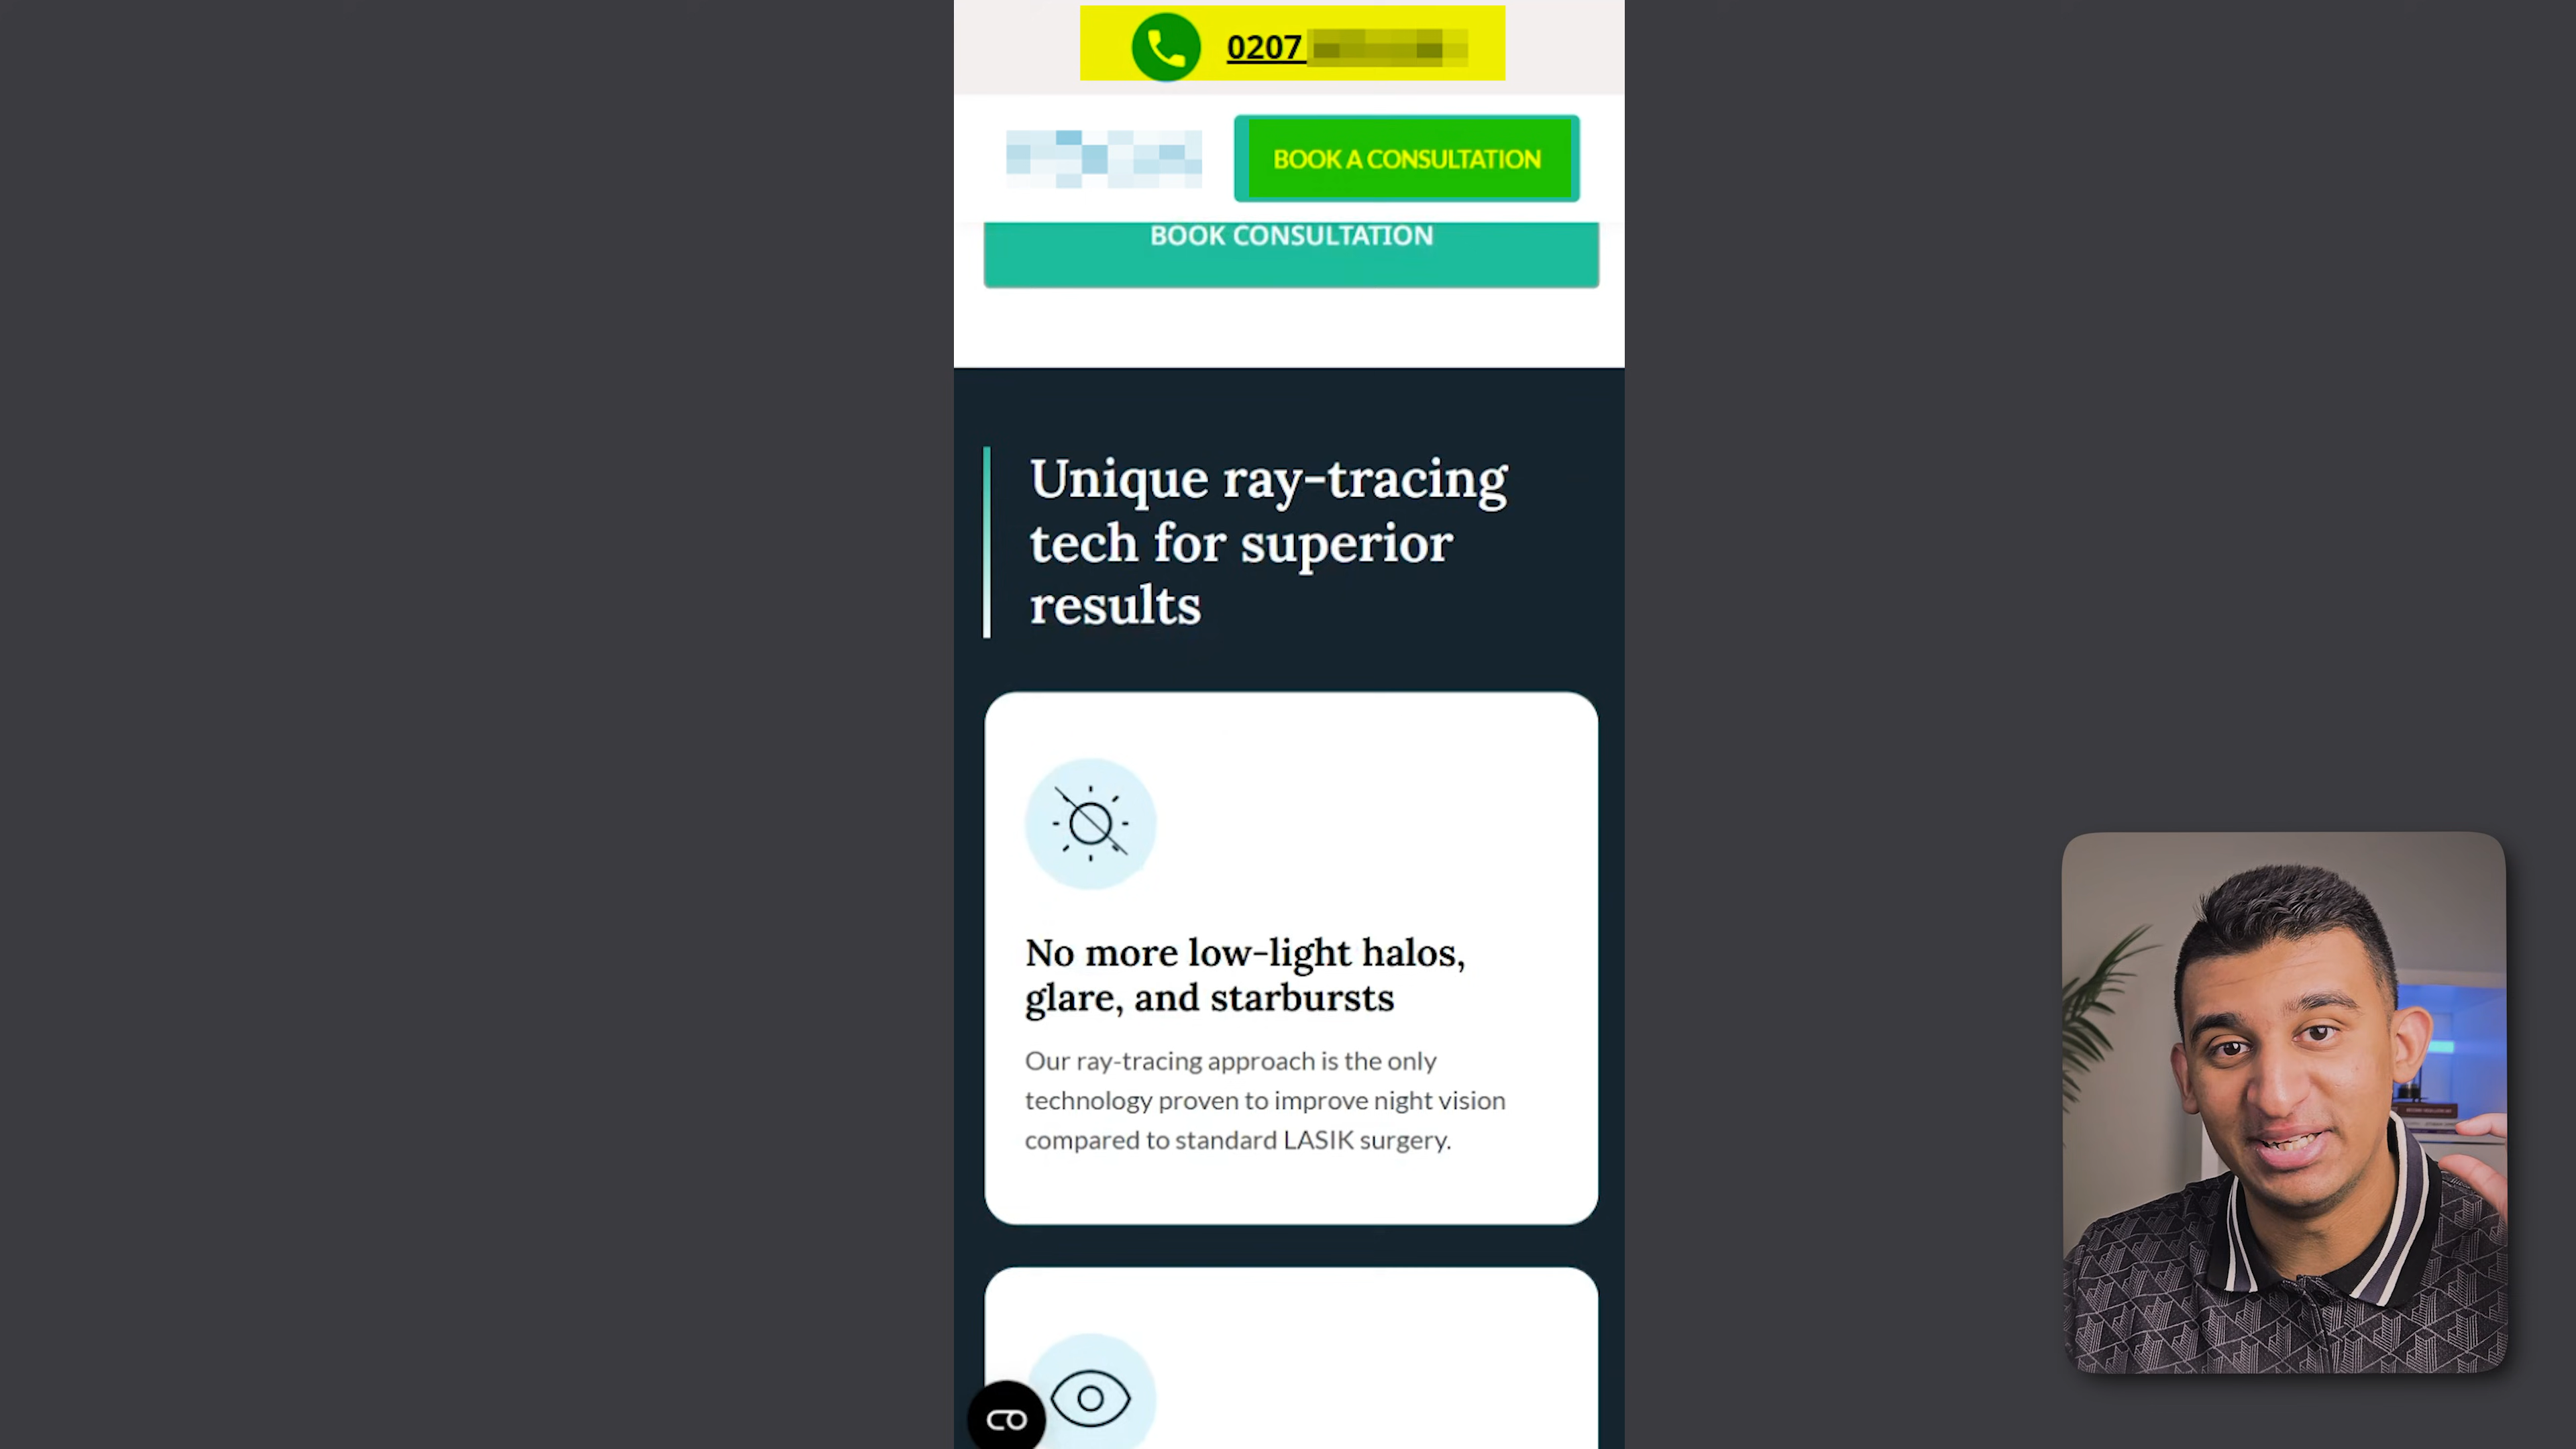 0207
BOOK A CONSULTATION
BOOK CONSULTATION
Unique ray-tracing
tech for superior
results
No more low-light halos,
glare, and starbursts
Our ray-tracing approach is the only
technology proven to improve night vision
compared to standard LASIK surgery.